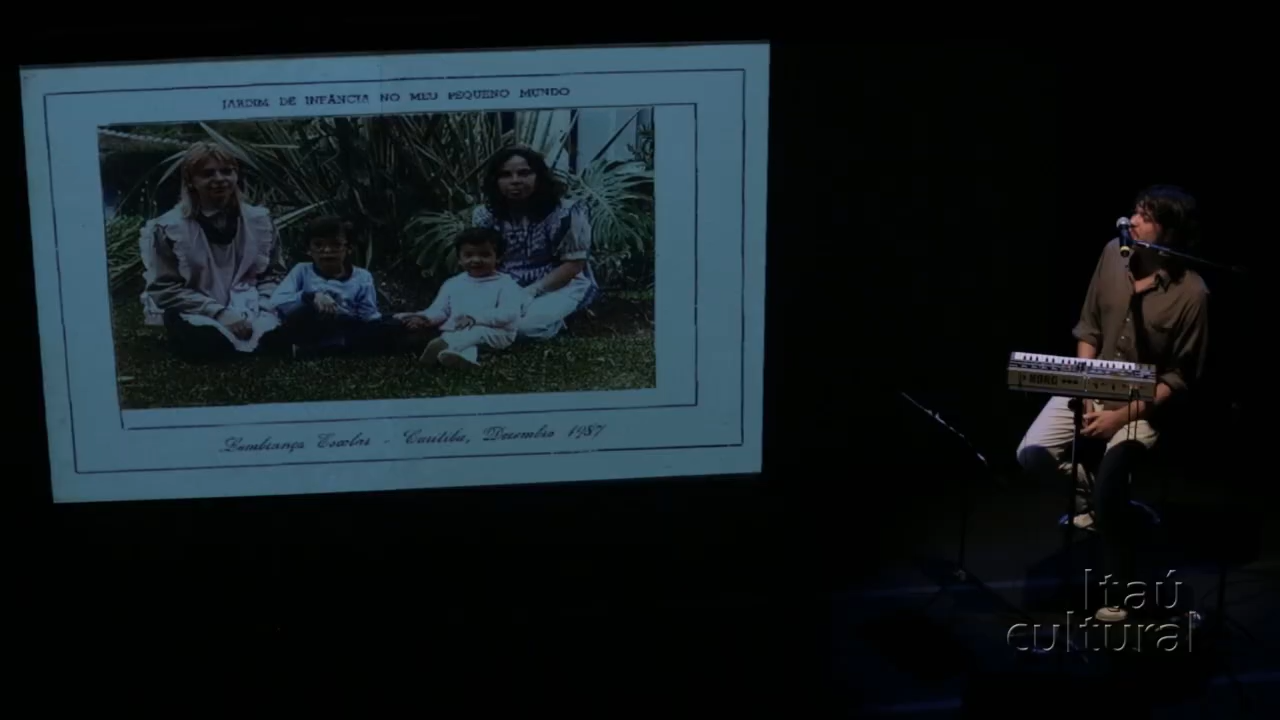 JARDIM DE INFÂNCIA NO MEU PEQUENO MUNDO
Lembrança Escolar - Curitiba, Dezembro 1987
KORG
Itaú
cultural